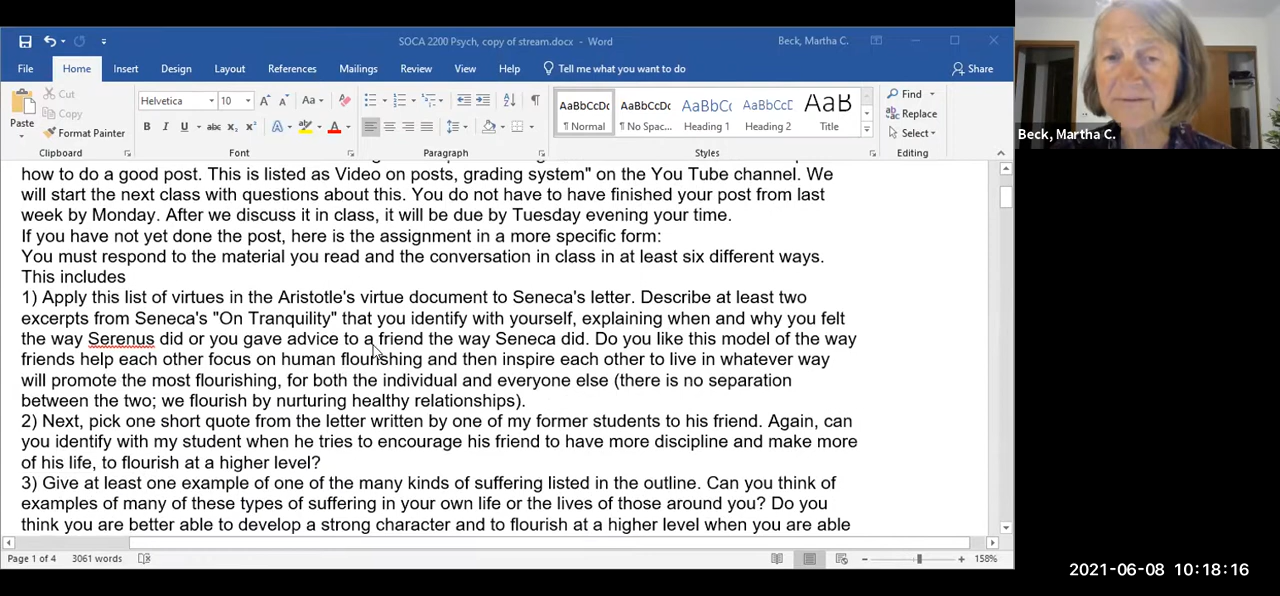 SOCA 2200 Psych, copy of stream.docx - Word
Beck, Martha C.
File Home Insert Design Layout References Mailings Review View Help Tell me what you want to do Share
Cut
Copy
Format Painter
Paste
Helvetica 10
AaBbCcDc AaBbCcDc AaBbC AaBbCcD AaB
¶ Normal ¶ No Spac... Heading 1 Heading 2 Title
Find
Replace
Select
Clipboard Font Paragraph Styles Editing
Beck, Martha C.
how to do a good post. This is listed as Video on posts, grading system" on the You Tube channel. We
will start the next class with questions about this. You do not have to have finished your post from last
week by Monday. After we discuss it in class, it will be due by Tuesday evening your time.
If you have not yet done the post, here is the assignment in a more specific form:
You must respond to the material you read and the conversation in class in at least six different ways.
This includes
1) Apply this list of virtues in the Aristotle's virtue document to Seneca's letter. Describe at least two
excerpts from Seneca's "On Tranquility" that you identify with yourself, explaining when and why you felt
the way Serenus did or you gave advice to a friend the way Seneca did. Do you like this model of the way
friends help each other focus on human flourishing and then inspire each other to live in whatever way
will promote the most flourishing, for both the individual and everyone else (there is no separation
between the two; we flourish by nurturing healthy relationships).
2) Next, pick one short quote from the letter written by one of my former students to his friend. Again, can
you identify with my student when he tries to encourage his friend to have more discipline and make more
of his life, to flourish at a higher level?
3) Give at least one example of one of the many kinds of suffering listed in the outline. Can you think of
examples of many of these types of suffering in your own life or the lives of those around you? Do you
think you are better able to develop a strong character and to flourish at a higher level when you are able
Page 1 of 4 3061 words 158%
2021-06-08 10:18:16